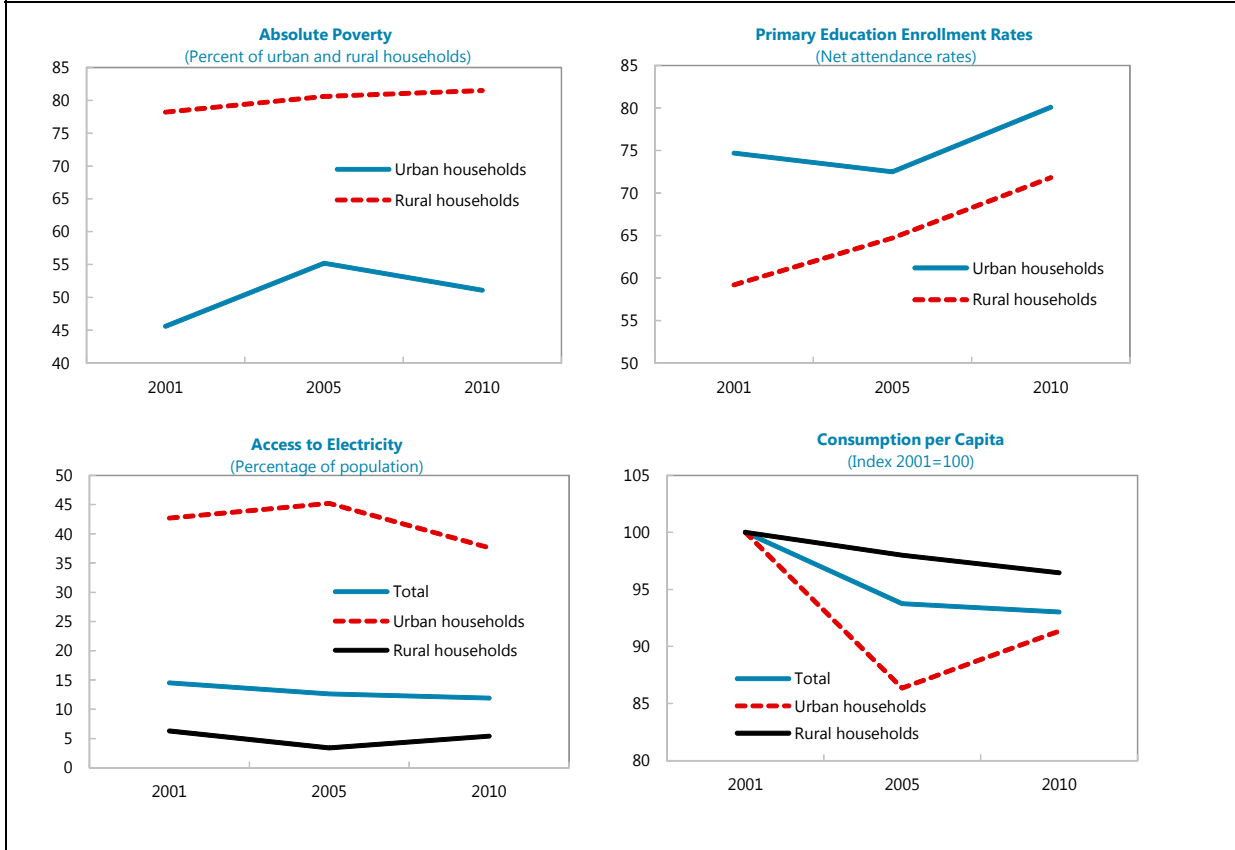 Absolute Poverty
(Percent of urban and rural households)
85
80
75
70
65
60
55
50
45
40
Urban households
Rural households
2001 2005 2010
Primary Education Enrollment Rates
(Net attendance rates)
85
80
75
70
65
60
55
50
Urban households
Rural households
2001 2005 2010
Access to Electricity
(Percentage of population)
50
45
40
35
30
25
20
15
10
5
0
Total
Urban households
Rural households
2001 2005 2010
Consumption per Capita
(Index 2001=100)
105
100
95
90
85
80
Total
Urban households
Rural households
2001 2005 2010